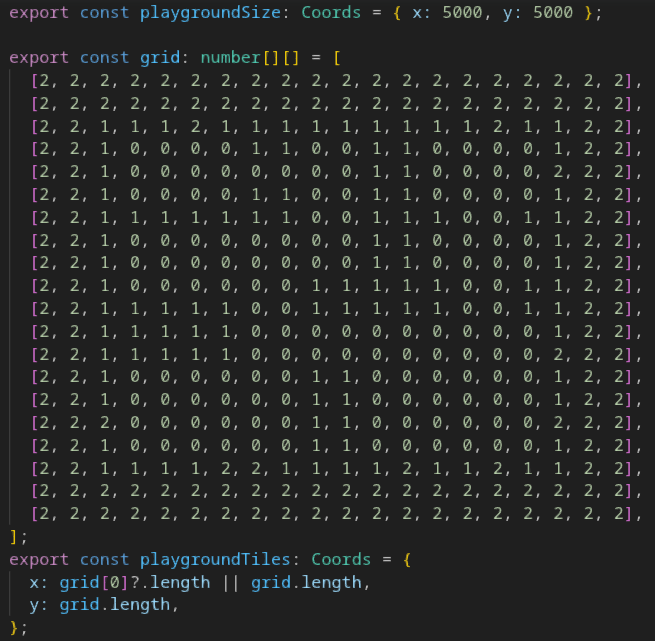 export const playgroundSize: Coords = { x: 5000, y: 5000 };
export const grid: number[][] = [
[2, 2, 2, 2, 2, 2, 2, 2, 2, 2, 2, 2, 2, 2, 2, 2, 2, 2, 2, 2],
[2, 2, 2, 2, 2, 2, 2, 2, 2, 2, 2, 2, 2, 2, 2, 2, 2, 2, 2, 2],
[2, 2, 1, 1, 1, 2, 1, 1, 1, 1, 1, 1, 1, 1, 1, 2, 1, 1, 2, 2],
[2, 2, 1, 0, 0, 0, 0, 1, 1, 0, 0, 1, 1, 0, 0, 0, 0, 1, 2, 2],
[2, 2, 1, 0, 0, 0, 0, 0, 0, 0, 0, 1, 1, 0, 0, 0, 0, 2, 2, 2],
[2, 2, 1, 0, 0, 0, 0, 1, 1, 0, 0, 1, 1, 0, 0, 0, 0, 1, 2, 2],
[2, 2, 1, 1, 1, 1, 1, 1, 1, 0, 0, 1, 1, 1, 0, 0, 1, 1, 2, 2],
[2, 2, 1, 0, 0, 0, 0, 0, 0, 0, 0, 1, 1, 0, 0, 0, 0, 1, 2, 2],
[2, 2, 1, 0, 0, 0, 0, 0, 0, 0, 0, 1, 1, 0, 0, 0, 0, 1, 2, 2],
[2, 2, 1, 0, 0, 0, 0, 0, 0, 1, 1, 1, 1, 1, 0, 0, 1, 1, 2, 2],
[2, 2, 1, 1, 1, 1, 1, 0, 0, 1, 1, 1, 1, 1, 0, 0, 1, 1, 2, 2],
[2, 2, 1, 1, 1, 1, 1, 0, 0, 0, 0, 0, 0, 0, 0, 0, 0, 1, 2, 2],
[2, 2, 1, 1, 1, 1, 1, 0, 0, 0, 0, 0, 0, 0, 0, 0, 0, 2, 2, 2],
[2, 2, 1, 0, 0, 0, 0, 0, 0, 1, 1, 0, 0, 0, 0, 0, 0, 1, 2, 2],
[2, 2, 1, 0, 0, 0, 0, 0, 0, 1, 1, 0, 0, 0, 0, 0, 0, 1, 2, 2],
[2, 2, 2, 0, 0, 0, 0, 0, 0, 1, 1, 0, 0, 0, 0, 0, 0, 2, 2, 2],
[2, 2, 1, 0, 0, 0, 0, 0, 0, 1, 1, 0, 0, 0, 0, 0, 0, 1, 2, 2],
[2, 2, 1, 1, 1, 1, 2, 2, 1, 1, 1, 1, 2, 1, 1, 2, 1, 1, 2, 2],
[2, 2, 2, 2, 2, 2, 2, 2, 2, 2, 2, 2, 2, 2, 2, 2, 2, 2, 2, 2],
[2, 2, 2, 2, 2, 2, 2, 2, 2, 2, 2, 2, 2, 2, 2, 2, 2, 2, 2, 2],
];
export const playgroundTiles: Coords = {
x: grid[0]?.length || grid.length,
y: grid.length,
};